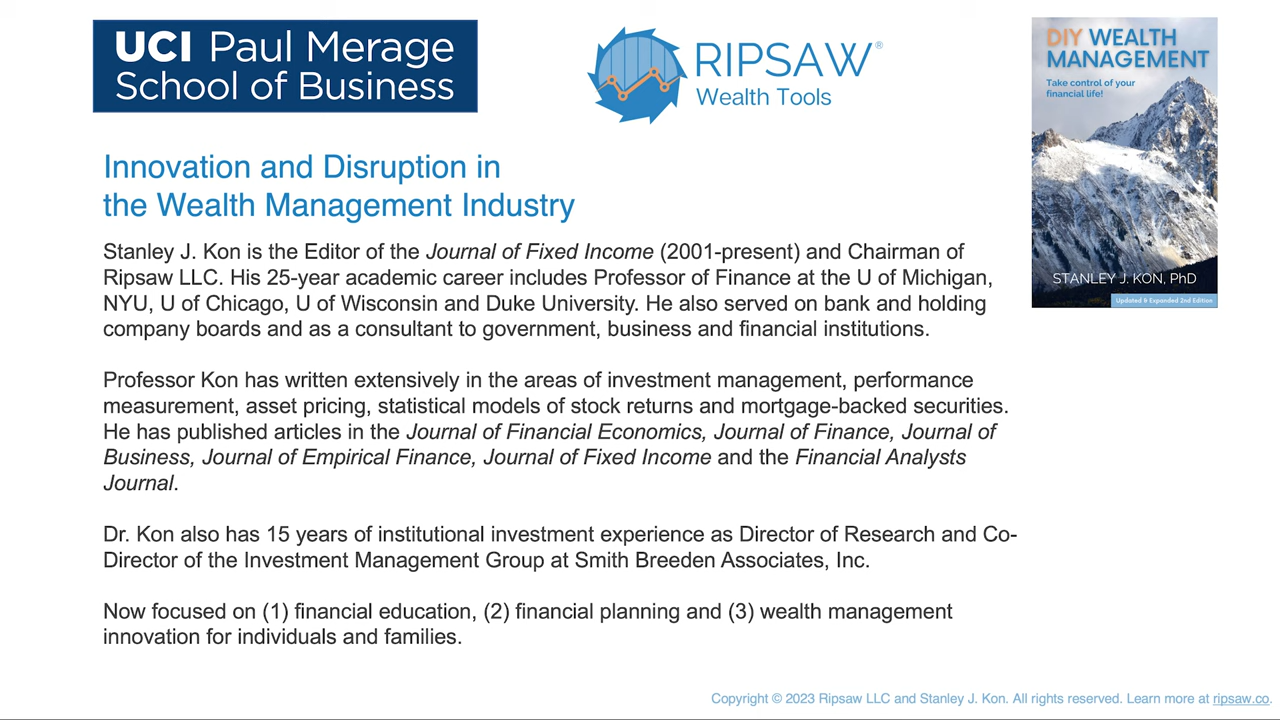 UCI Paul Merage
School of Business
RIPSAW®
Wealth Tools
DIY WEALTH
MANAGEMENT
Take control of your
financial life!
STANLEY J. KON, PhD
Updated & Expanded 2nd Edition
Innovation and Disruption in
the Wealth Management Industry
Stanley J. Kon is the Editor of the Journal of Fixed Income (2001-present) and Chairman of
Ripsaw LLC. His 25-year academic career includes Professor of Finance at the U of Michigan,
NYU, U of Chicago, U of Wisconsin and Duke University. He also served on bank and holding
company boards and as a consultant to government, business and financial institutions.
Professor Kon has written extensively in the areas of investment management, performance
measurement, asset pricing, statistical models of stock returns and mortgage-backed securities.
He has published articles in the Journal of Financial Economics, Journal of Finance, Journal of
Business, Journal of Empirical Finance, Journal of Fixed Income and the Financial Analysts
Journal.
Dr. Kon also has 15 years of institutional investment experience as Director of Research and Co-
Director of the Investment Management Group at Smith Breeden Associates, Inc.
Now focused on (1) financial education, (2) financial planning and (3) wealth management
innovation for individuals and families.
Copyright © 2023 Ripsaw LLC and Stanley J. Kon. All rights reserved. Learn more at ripsaw.co.